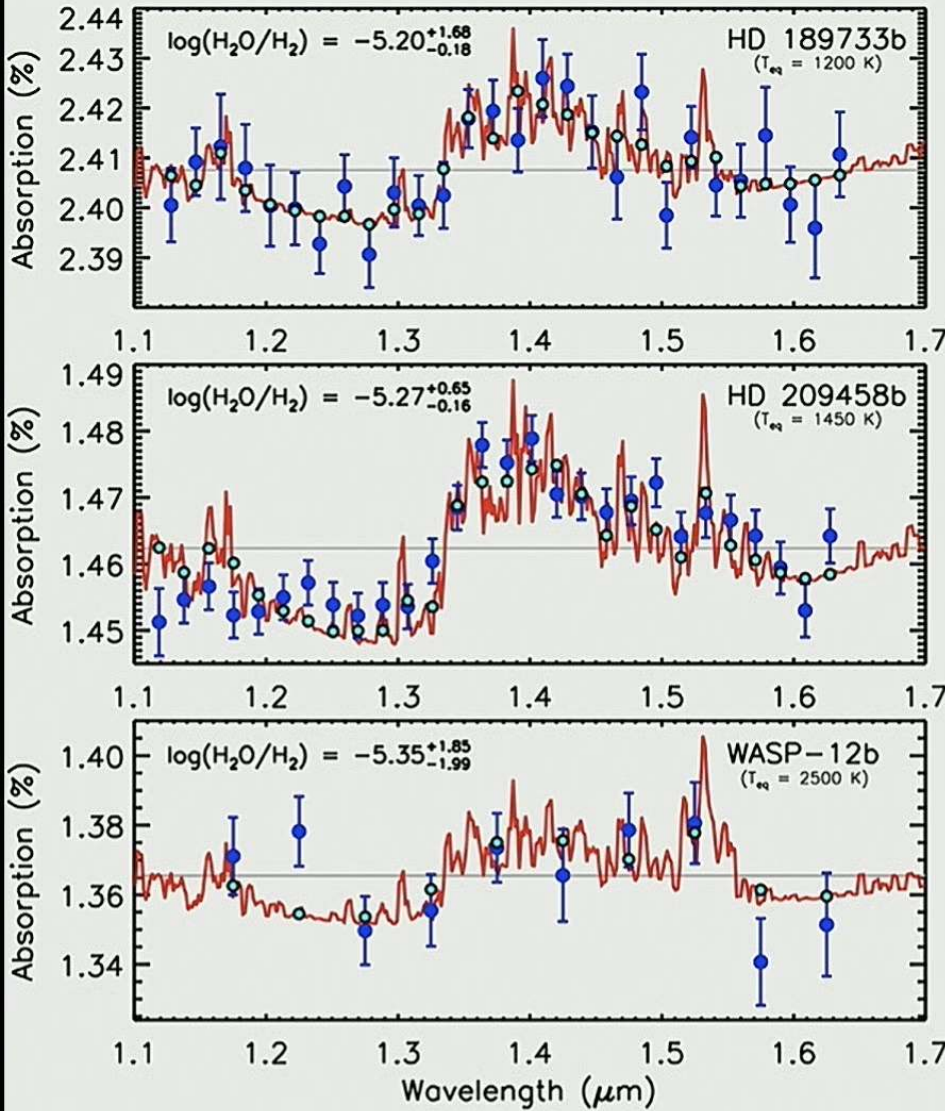 2.44
2.43
2.42
2.41
2.40
2.39
Absorption (%)
log(H₂O/H₂) = −5.20 +1.68 −0.18
HD 189733b
(T_eq = 1200 K)
1.1 1.2 1.3 1.4 1.5 1.6 1.7
1.49
1.48
1.47
1.46
1.45
Absorption (%)
log(H₂O/H₂) = −5.27 +0.65 −0.16
HD 209458b
(T_eq = 1450 K)
1.1 1.2 1.3 1.4 1.5 1.6 1.7
1.40
1.38
1.36
1.34
Absorption (%)
log(H₂O/H₂) = −5.35 +1.85 −1.99
WASP−12b
(T_eq = 2500 K)
1.1 1.2 1.3 1.4 1.5 1.6 1.7
Wavelength (μm)